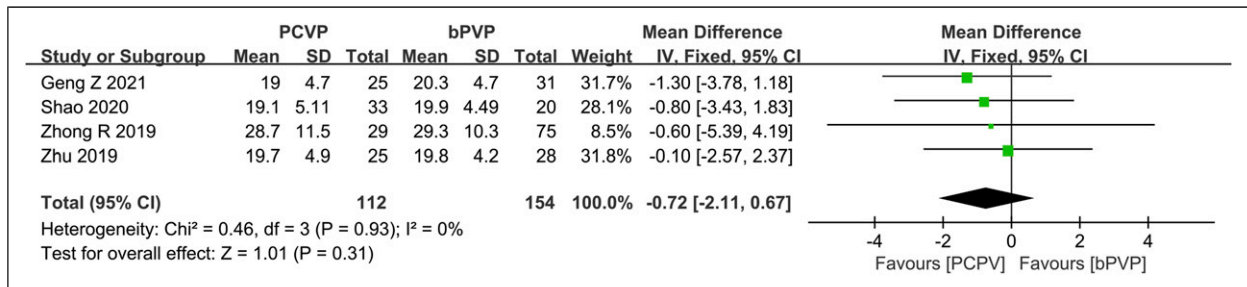 PCVP bPVP Mean Difference Mean Difference
Study or Subgroup Mean SD Total Mean SD Total Weight IV, Fixed, 95% CI IV, Fixed, 95% CI
Geng Z 2021 19 4.7 25 20.3 4.7 31 31.7% -1.30 [-3.78, 1.18]
Shao 2020 19.1 5.11 33 19.9 4.49 20 28.1% -0.80 [-3.43, 1.83]
Zhong R 2019 28.7 11.5 29 29.3 10.3 75 8.5% -0.60 [-5.39, 4.19]
Zhu 2019 19.7 4.9 25 19.8 4.2 28 31.8% -0.10 [-2.57, 2.37]
Total (95% CI) 112 154 100.0% -0.72 [-2.11, 0.67]
Heterogeneity: Chi² = 0.46, df = 3 (P = 0.93); I² = 0%
Test for overall effect: Z = 1.01 (P = 0.31)
-4 -2 0 2 4
Favours [PCPV] Favours [bPVP]